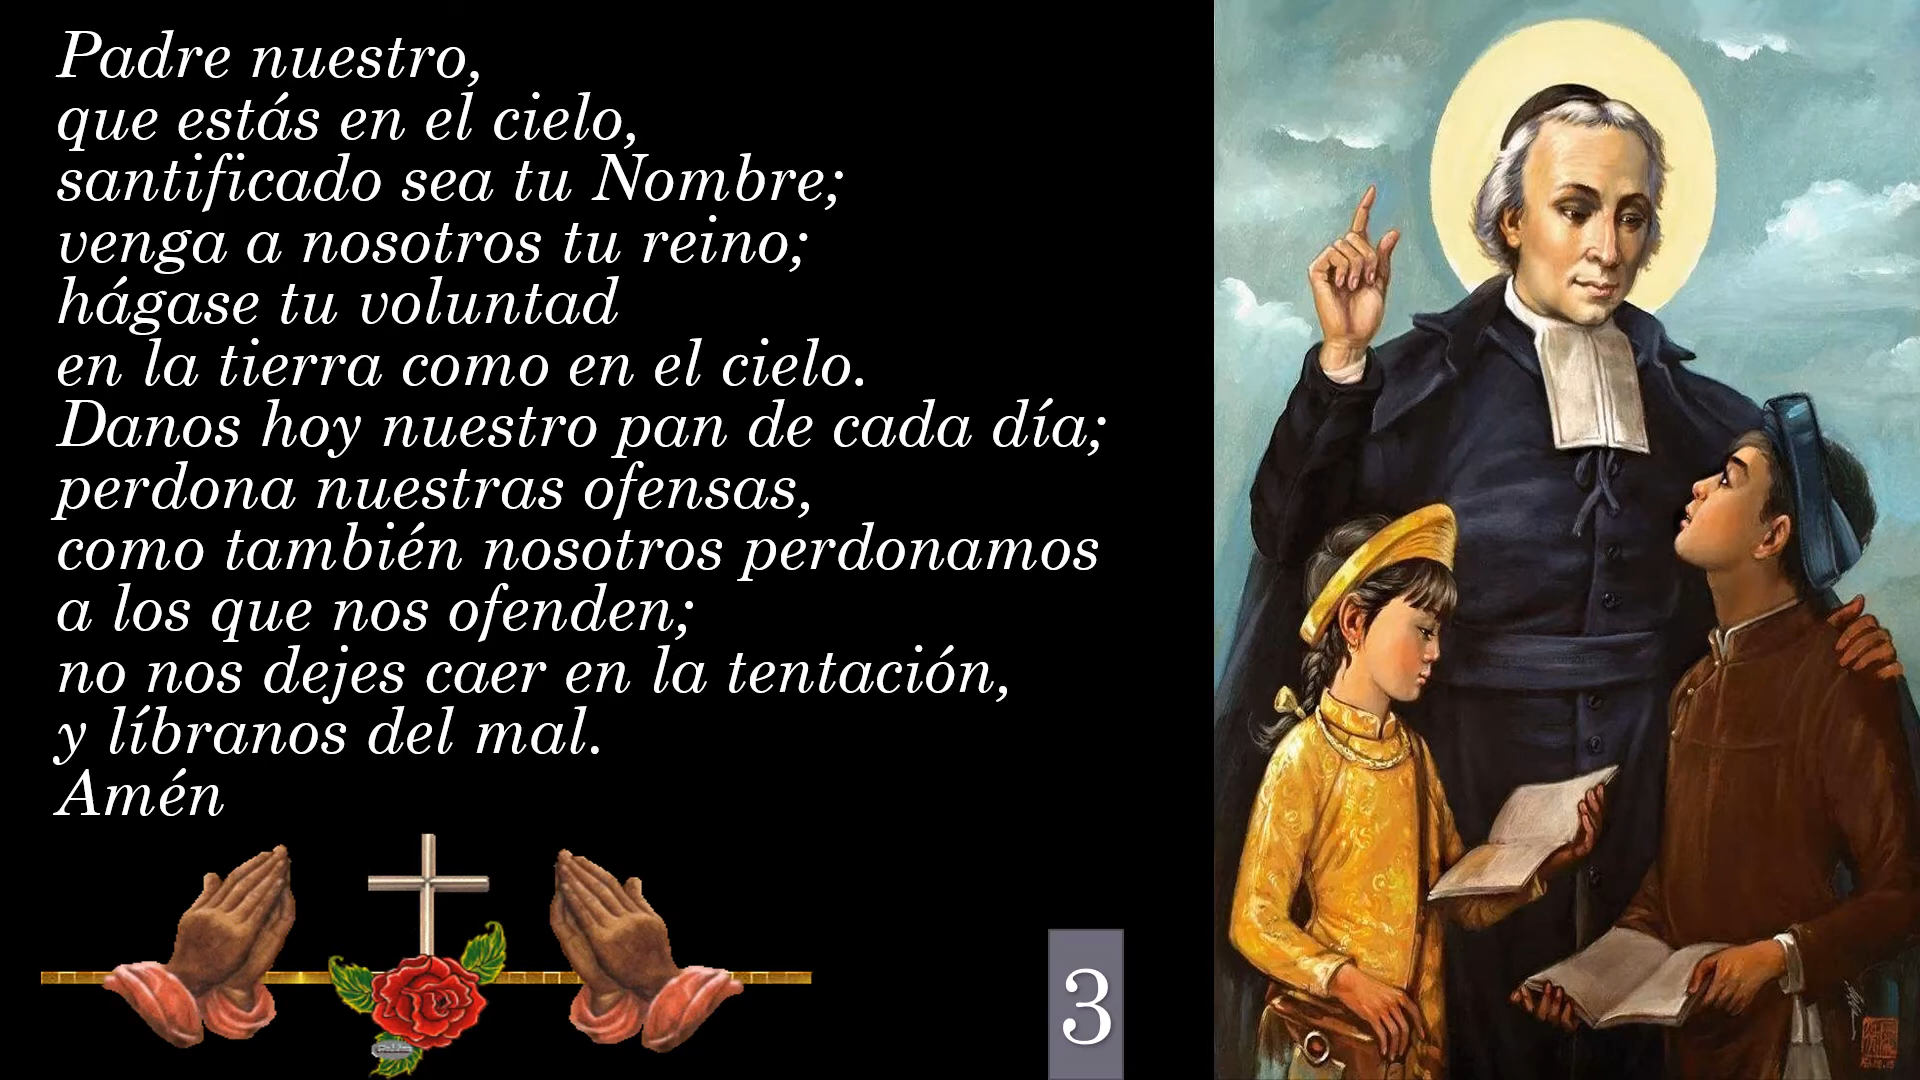 Padre nuestro,
que estás en el cielo,
santificado sea tu Nombre;
venga a nosotros tu reino;
hágase tu voluntad
en la tierra como en el cielo.
Danos hoy nuestro pan de cada día;
perdona nuestras ofensas,
como también nosotros perdonamos
a los que nos ofenden;
no nos dejes caer en la tentación,
y líbranos del mal.
Amén
3